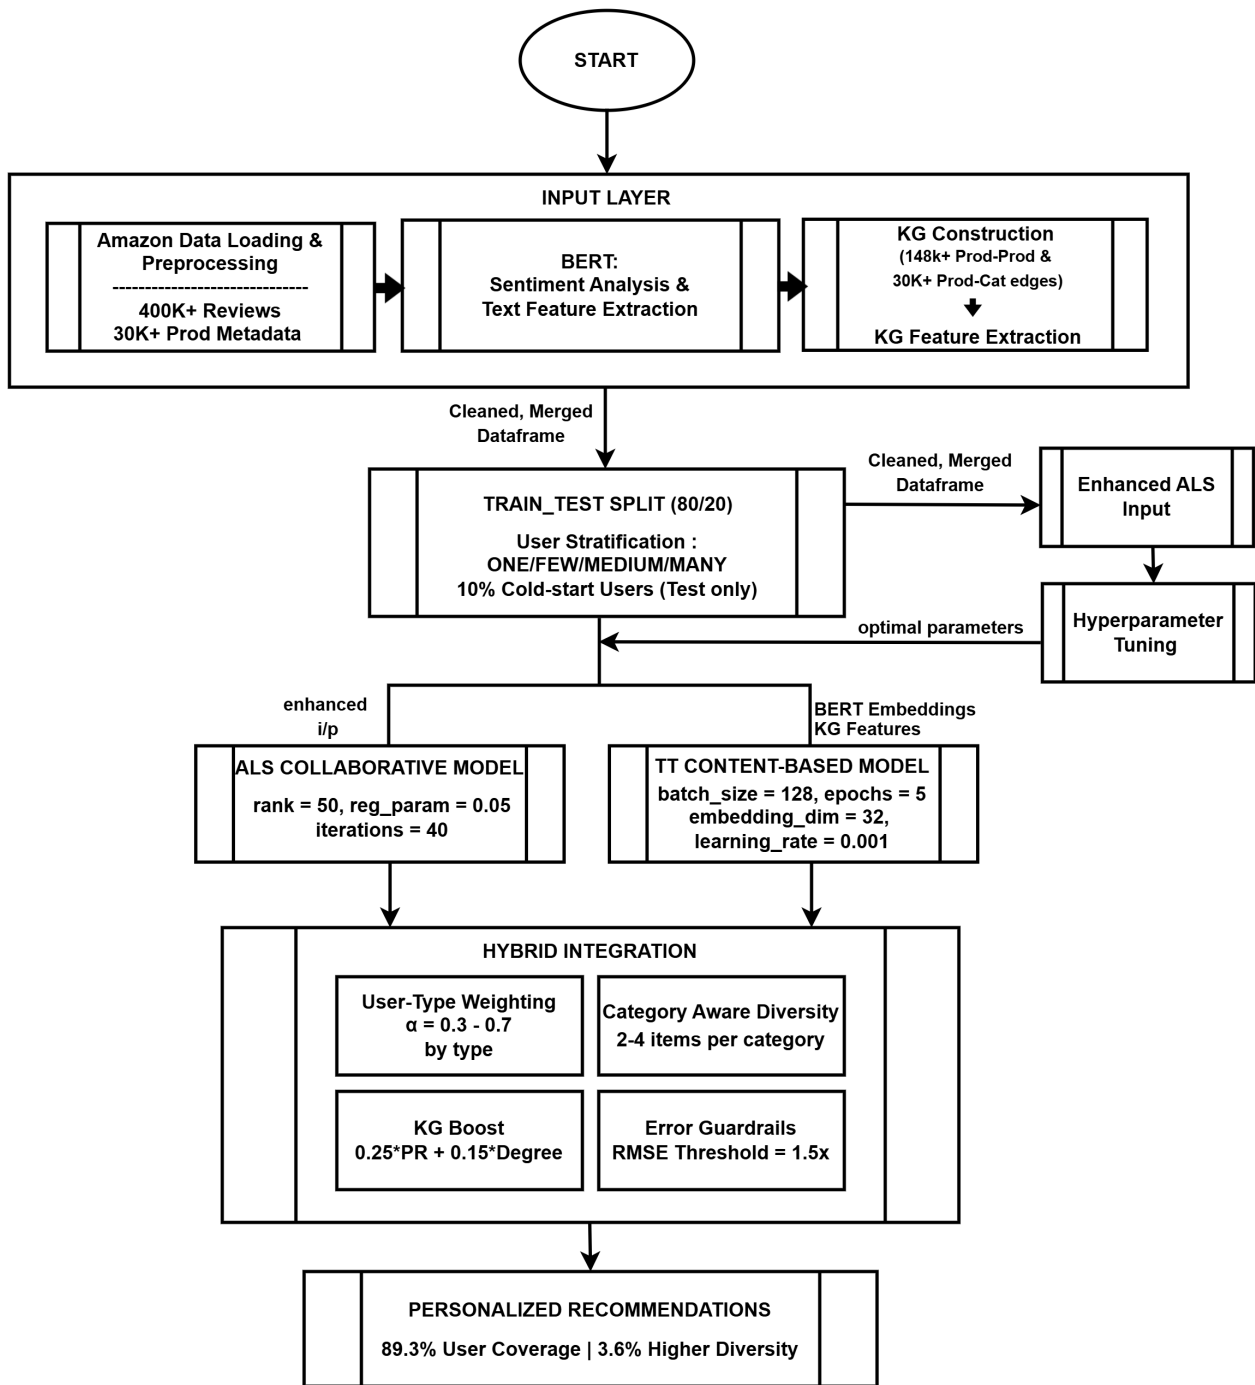 START
INPUT LAYER
Amazon Data Loading &
Preprocessing
------------------------------
400K+ Reviews
30K+ Prod Metadata
BERT:
Sentiment Analysis &
Text Feature Extraction
KG Construction
(148k+ Prod-Prod &
30K+ Prod-Cat edges)
KG Feature Extraction
Cleaned, Merged
Dataframe
TRAIN_TEST SPLIT (80/20)
User Stratification :
ONE/FEW/MEDIUM/MANY
10% Cold-start Users (Test only)
Cleaned, Merged
Dataframe
Enhanced ALS
Input
Hyperparameter
Tuning
optimal parameters
enhanced
i/p
BERT Embeddings
KG Features
ALS COLLABORATIVE MODEL
rank = 50, reg_param = 0.05
iterations = 40
TT CONTENT-BASED MODEL
batch_size = 128, epochs = 5
embedding_dim = 32,
learning_rate = 0.001
HYBRID INTEGRATION
User-Type Weighting
α = 0.3 - 0.7
by type
Category Aware Diversity
2-4 items per category
KG Boost
0.25*PR + 0.15*Degree
Error Guardrails
RMSE Threshold = 1.5x
PERSONALIZED RECOMMENDATIONS
89.3% User Coverage | 3.6% Higher Diversity